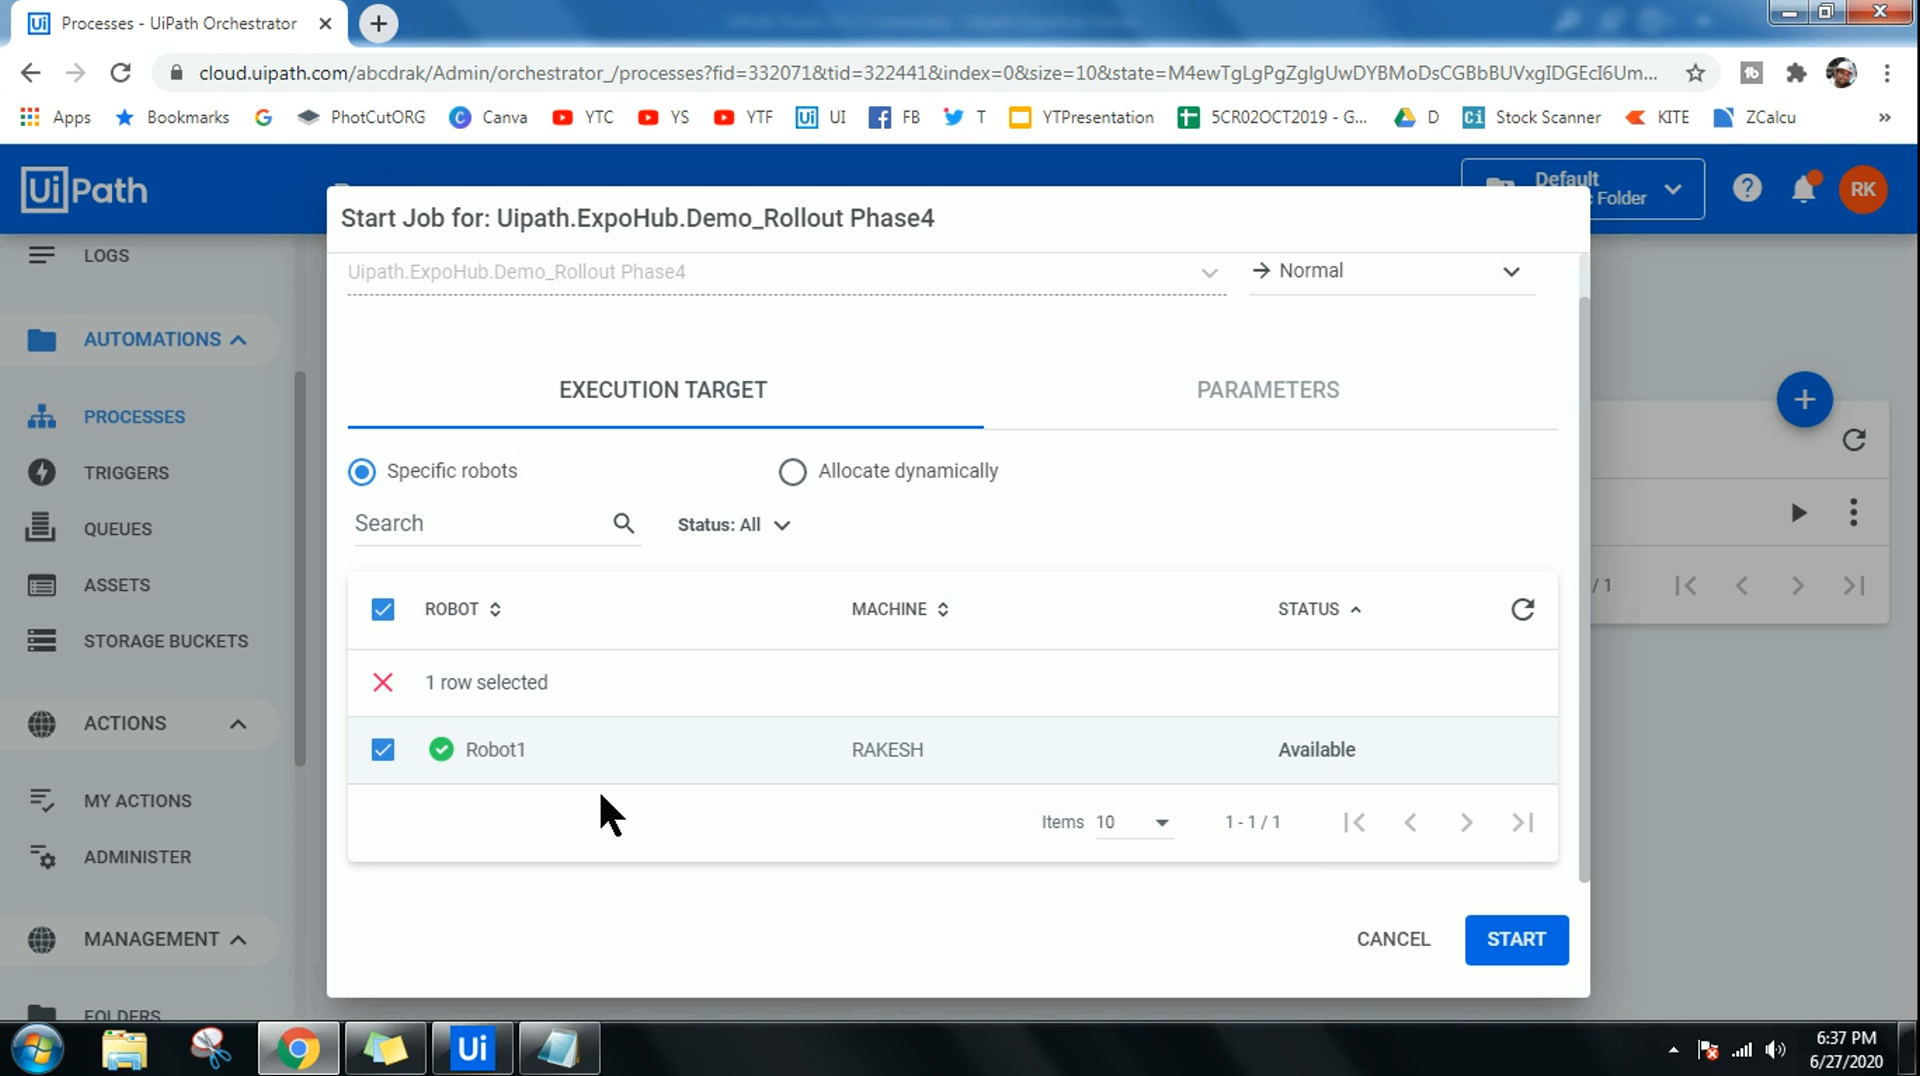 Processes - UiPath Orchestrator
cloud.uipath.com/abcdrak/Admin/orchestrator_/processes?fid=332071&tid=322441&index=0&size=10&state=M4ewTgLgPgZglgUwDYBMoDsCGBbBUVxgIDGEcI6Um...
Apps Bookmarks PhotCutORG Canva YTC YS YTF UI FB T YTPresentation 5CR02OCT2019 - G... D Stock Scanner KITE ZCalcu »
UiPath
Default
Folder
RK
Start Job for: Uipath.ExpoHub.Demo_Rollout Phase4
Uipath.ExpoHub.Demo_Rollout Phase4
Normal
LOGS
AUTOMATIONS
PROCESSES
TRIGGERS
QUEUES
ASSETS
STORAGE BUCKETS
ACTIONS
MY ACTIONS
ADMINISTER
MANAGEMENT
FOLDERS
EXECUTION TARGET
PARAMETERS
Specific robots
Allocate dynamically
Search
Status: All
ROBOT MACHINE STATUS
1 row selected
Robot1 RAKESH Available
Items 10 1 - 1 / 1
CANCEL START
/ 1
Ui
6:37 PM
6/27/2020